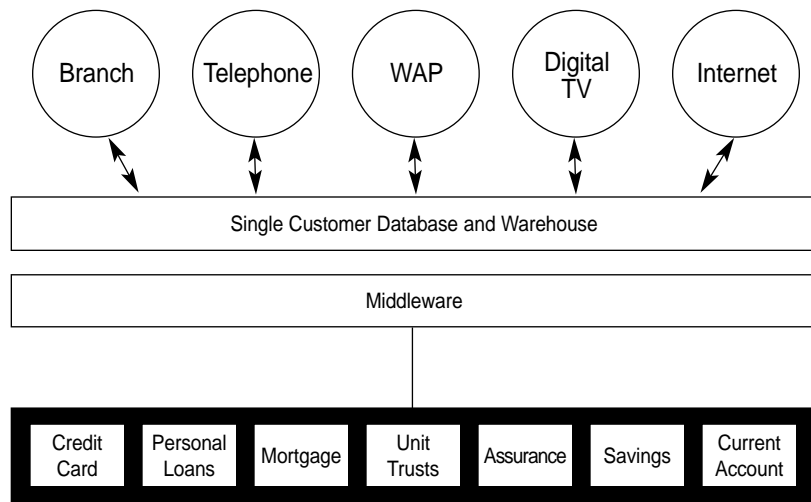 Branch
Telephone
WAP
Digital
TV
Internet
Single Customer Database and Warehouse
Middleware
Credit
Card
Personal
Loans
Mortgage
Unit
Trusts
Assurance
Savings
Current
Account